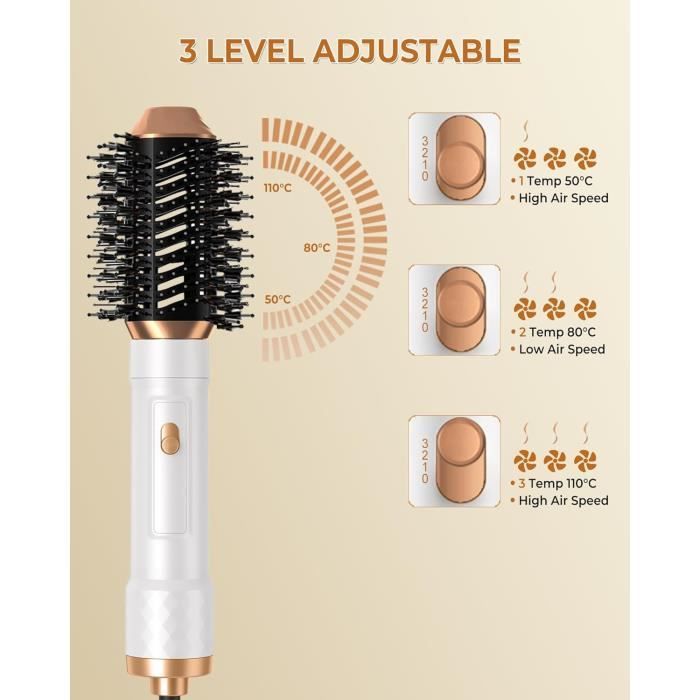 3 LEVEL ADJUSTABLE
110°C
80°C
50°C
3
2
1
0
• 1 Temp 50°C
• High Air Speed
3
2
1
0
• 2 Temp 80°C
• Low Air Speed
3
2
1
0
• 3 Temp 110°C
• High Air Speed